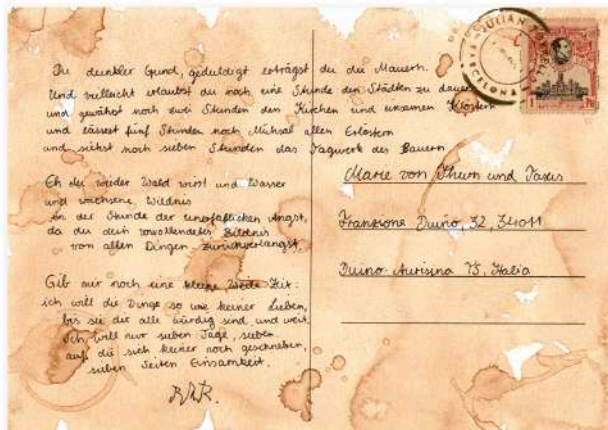 Du dunkler Grund, geduldigt erträgst du die Mauern.
Und vielleicht erlaubst du noch eine Stunde den Städten zu dauern
und gewährst noch zwei Stunden den Kirchen und einsamen Klöstern
und lässest fünf Stunden noch Mühsal allen Erlöstern
und siehst noch sieben Stunden das Tagwerk des Bauern
Eh du wieder Wald wirst und Wasser
und wachsene Wildnis
in der Stunde der unerfaßlichen Angst,
da du dein unvollendetes Bildnis
von allen Dingen zurückverlangst
Gib mir noch eine kleine Weile Zeit:
ich will die Dinge so wie keiner lieben,
bis sie dir alle würdig sind und weit
Ich will nur sieben Tage, sieben
auf die sich keiner noch geschrieben,
sieben Seiten Einsamkeit.
RMR.
JULIAN
BARCELONA
1
Marie von Thurn und Taxis
Frazione Duino, 32, 34011
Duino-Aurisina TS, Italia